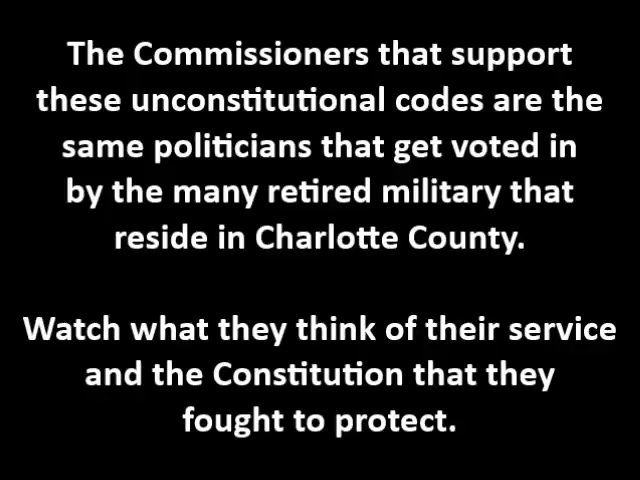 The Commissioners that support
these unconstitutional codes are the
same politicians that get voted in
by the many retired military that
reside in Charlotte County.
Watch what they think of their service
and the Constitution that they
fought to protect.